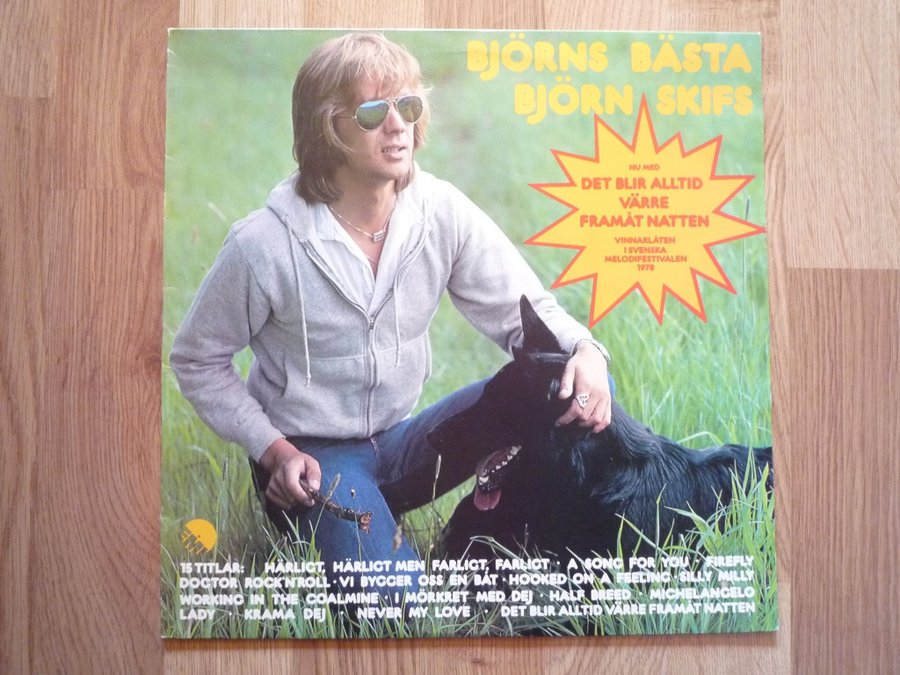 BJÖRNS BÄSTA
BJÖRN SKIFS
NU MED
DET BLIR ALLTID
VÄRRE
FRAMÅT NATTEN
VINNARLÅTEN
I SVENSKA
MELODIFESTIVALEN
1978
EMI
15 TITLAR: HÄRLIGT, HÄRLIGT MEN FARLIGT, FARLIGT · A SONG FOR YOU · FIREFLY
DOCTOR ROCK'N'ROLL · VI BYGGER OSS EN BÅT · HOOKED ON A FEELING · SILLY MILLY
WORKING IN THE COALMINE · I MÖRKRET MED DEJ · HALF BREED · MICHELANGELO
LADY · KRAMA DEJ · NEVER MY LOVE · DET BLIR ALLTID VÄRRE FRAMÅT NATTEN